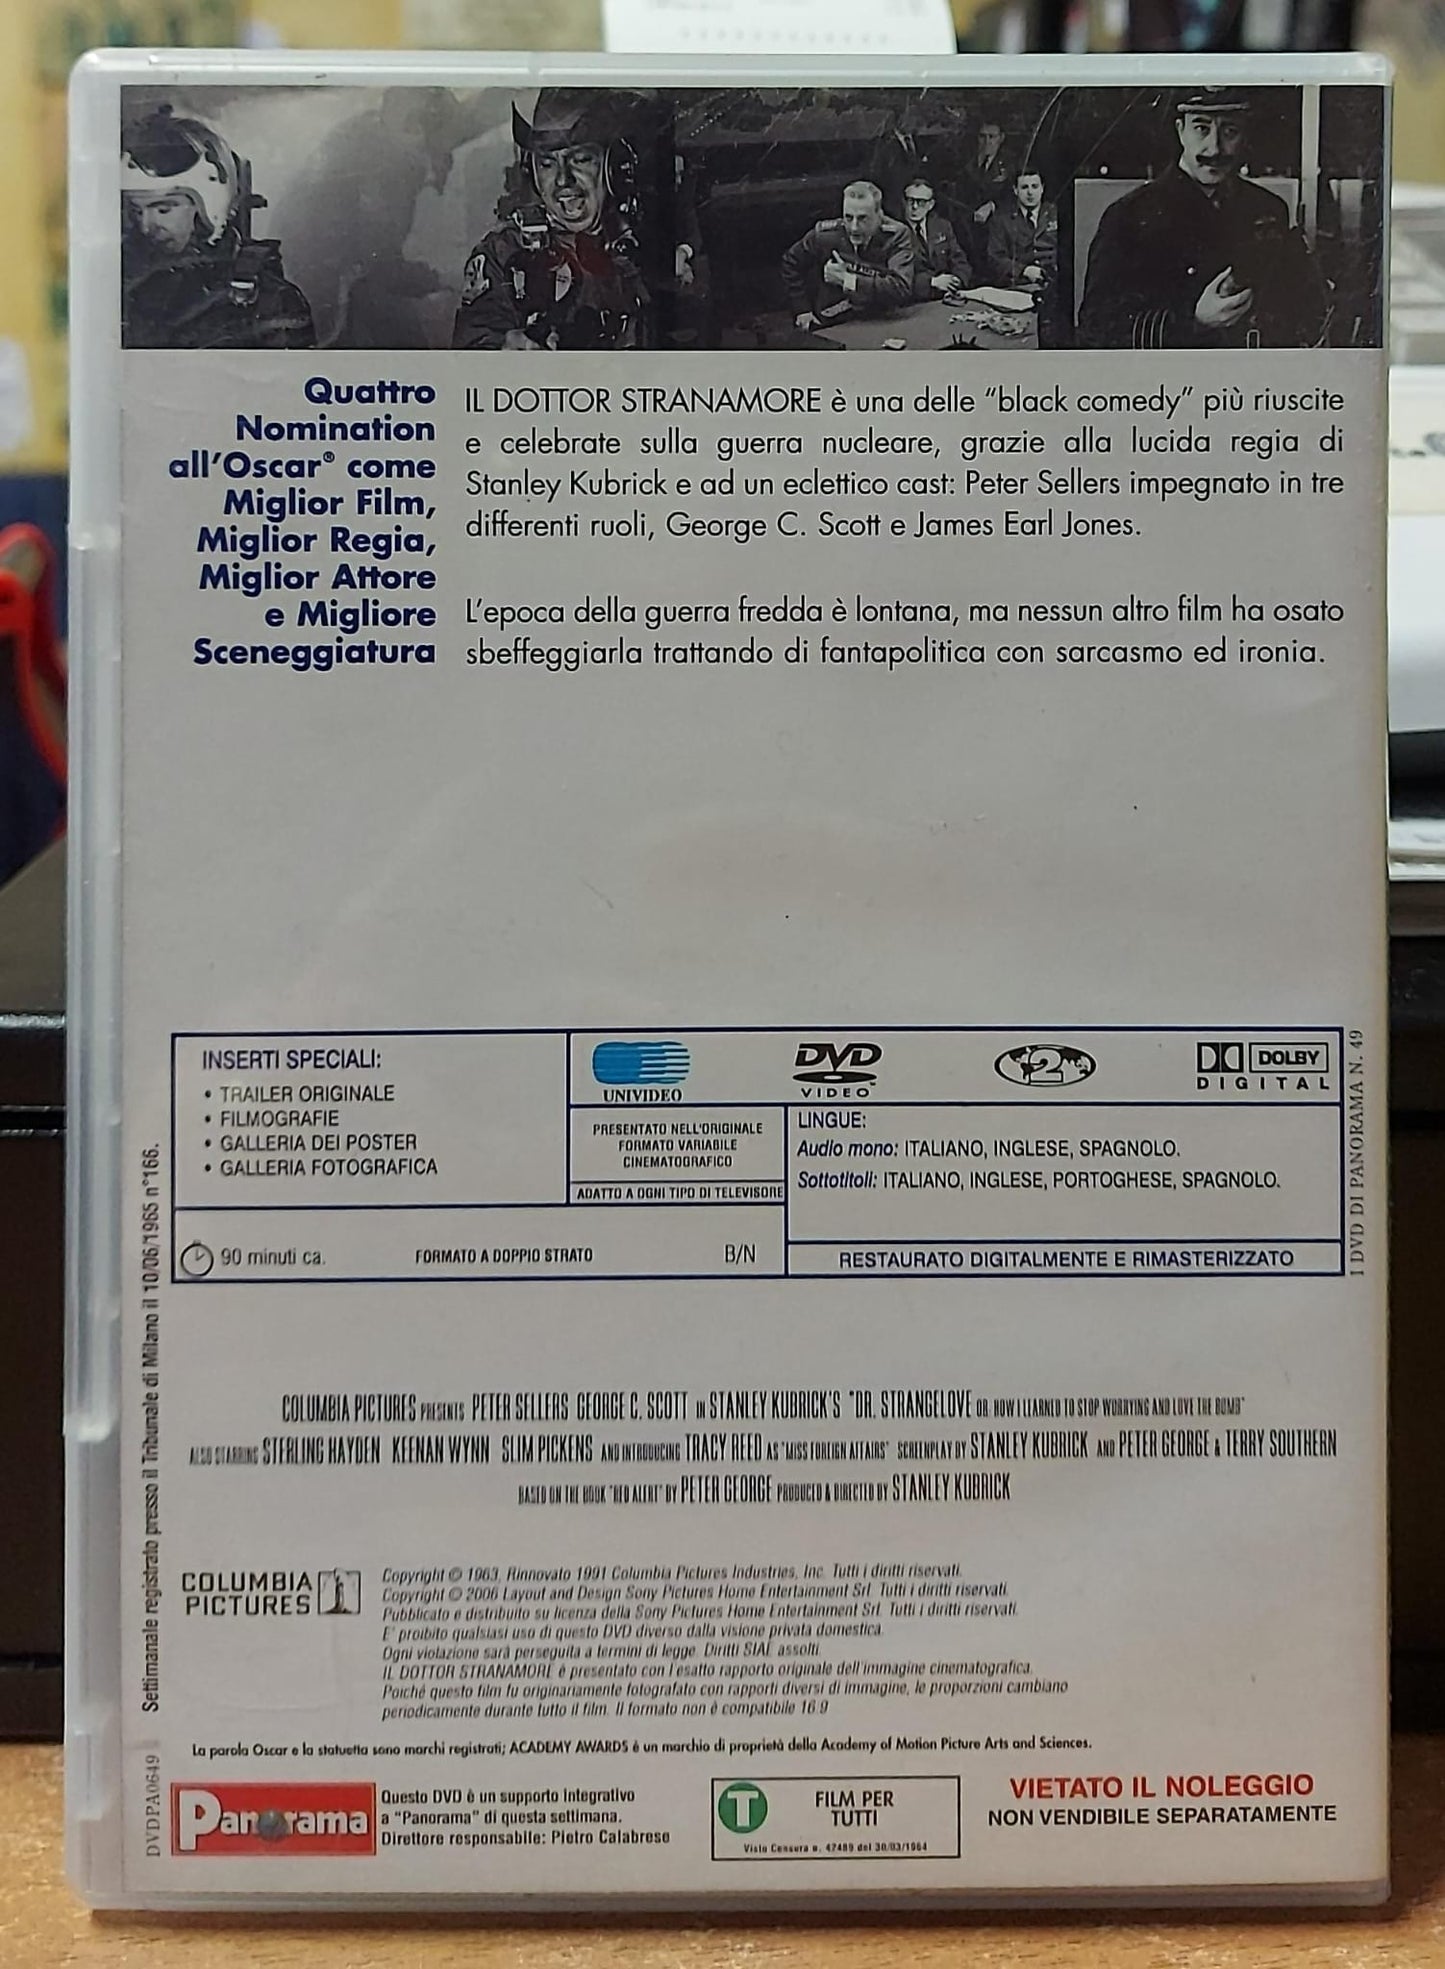 Quattro
Nomination
all'Oscar® come
Miglior Film,
Miglior Regia,
Miglior Attore
e Migliore
Sceneggiatura
IL DOTTOR STRANAMORE è una delle "black comedy" più riuscite
e celebrate sulla guerra nucleare, grazie alla lucida regia di
Stanley Kubrick e ad un eclettico cast: Peter Sellers impegnato in tre
differenti ruoli, George C. Scott e James Earl Jones.
L'epoca della guerra fredda è lontana, ma nessun altro film ha osato
sbeffeggiarla trattando di fantapolitica con sarcasmo ed ironia.
INSERTI SPECIALI:
• TRAILER ORIGINALE
• FILMOGRAFIE
• GALLERIA DEI POSTER
• GALLERIA FOTOGRAFICA
UNIVIDEO
DVD
VIDEO
2
DOLBY
DIGITAL
PRESENTATO NELL'ORIGINALE
FORMATO VARIABILE
CINEMATOGRAFICO
ADATTO A OGNI TIPO DI TELEVISORE
LINGUE:
Audio mono: ITALIANO, INGLESE, SPAGNOLO.
Sottotitoli: ITALIANO, INGLESE, PORTOGHESE, SPAGNOLO.
90 minuti ca.
FORMATO A DOPPIO STRATO
B/N
RESTAURATO DIGITALMENTE E RIMASTERIZZATO
I DVD DI PANORAMA N. 49
Settimanale registrato presso il Tribunale di Milano il 10/06/1965 n°166.
DVDPA0649
COLUMBIA PICTURES PRESENTS PETER SELLERS GEORGE C. SCOTT IN STANLEY KUBRICK'S "DR. STRANGELOVE OR: HOW I LEARNED TO STOP WORRYING AND LOVE THE BOMB"
ALSO STARRING STERLING HAYDEN KEENAN WYNN SLIM PICKENS AND INTRODUCING TRACY REED AS "MISS FOREIGN AFFAIRS" SCREENPLAY BY STANLEY KUBRICK AND PETER GEORGE & TERRY SOUTHERN
BASED ON THE BOOK "RED ALERT" BY PETER GEORGE PRODUCED & DIRECTED BY STANLEY KUBRICK
COLUMBIA
PICTURES
Copyright © 1963, Rinnovato 1991 Columbia Pictures Industries, Inc. Tutti i diritti riservati.
Copyright © 2006 Layout and Design Sony Pictures Home Entertainment Srl. Tutti i diritti riservati.
Pubblicato e distribuito su licenza della Sony Pictures Home Entertainment Srl. Tutti i diritti riservati.
E' proibito qualsiasi uso di questo DVD diverso dalla visione privata domestica.
Ogni violazione sarà perseguita a termini di legge. Diritti SIAE assolti.
IL DOTTOR STRANAMORE è presentato con l'esatto rapporto originale dell'immagine cinematografica.
Poiché questo film fu originariamente fotografato con rapporti diversi di immagine, le proporzioni cambiano
periodicamente durante tutto il film. Il formato non è compatibile 16:9
La parola Oscar e la statuetta sono marchi registrati; ACADEMY AWARDS è un marchio di proprietà della Academy of Motion Picture Arts and Sciences.
Panorama
Questo DVD è un supporto integrativo
a "Panorama" di questa settimana.
Direttore responsabile: Pietro Calabrese
T
FILM PER
TUTTI
Visto Censura n. 42489 del 30/03/1964
VIETATO IL NOLEGGIO
NON VENDIBILE SEPARATAMENTE